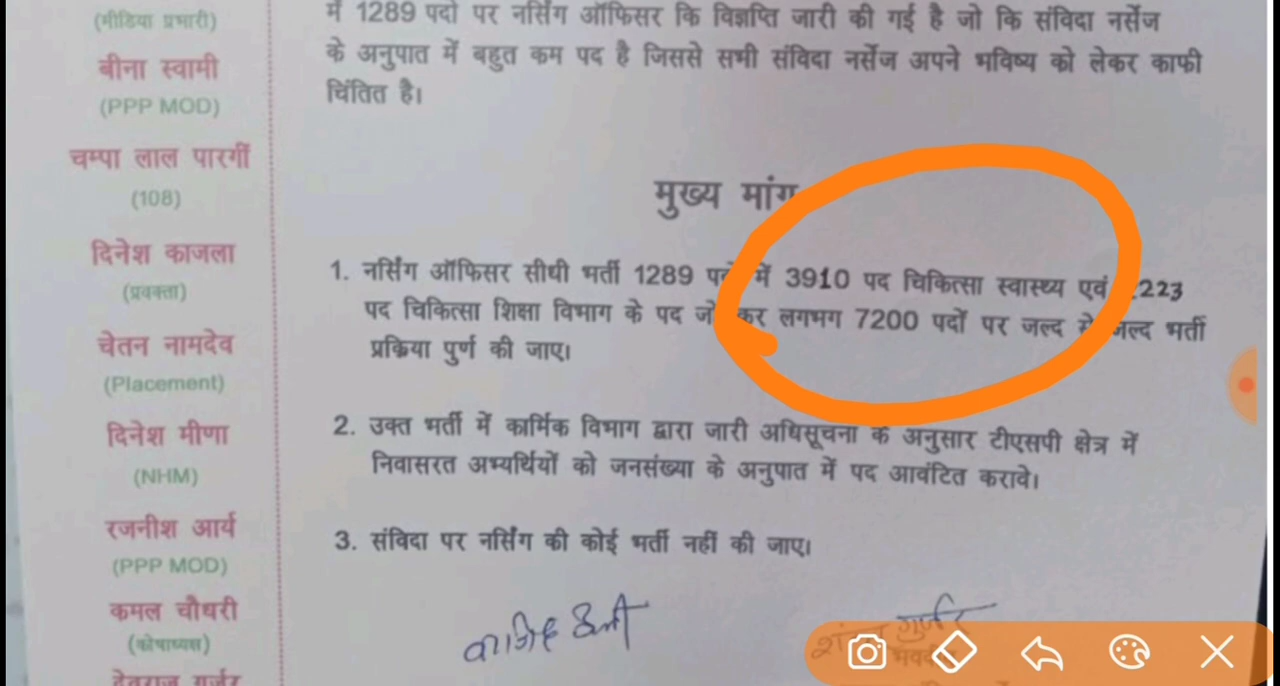 (मीडिया प्रभारी)
बीना स्वामी
(PPP MOD)
चम्पा लाल पारगीं
(108)
दिनेश काजला
(प्रवक्ता)
चेतन नामदेव
(Placement)
दिनेश मीणा
(NHM)
रजनीश आर्य
(PPP MOD)
कमल चौधरी
(कोषाध्यक्ष)
देवराज गुर्जर
में 1289 पदो पर नर्सिंग ऑफिसर कि विज्ञप्ति जारी की गई है जो कि संविदा नर्सेज
के अनुपात में बहुत कम पद है जिससे सभी संविदा नर्सेज अपने भविष्य को लेकर काफी
चिंतित है।
मुख्य मांग
1. नर्सिंग ऑफिसर सीधी भर्ती 1289 में 3910 पद चिकित्सा स्वास्थ्य एवं 223
पद चिकित्सा शिक्षा विभाग के पद कर लगभग 7200 पदों पर जल्द जल्द भर्ती
प्रकिया पुर्ण की जाए।
2. उक्त भर्ती में कार्मिक विभाग द्वारा जारी अधिसूचना के अनुसार टीएसपी क्षेत्र में
निवासरत अभ्यर्थियों को जनसंख्या के अनुपात में पद आवंटित करावे।
3. संविदा पर नर्सिंग की कोई भर्ती नहीं की जाए।
गुर्जर